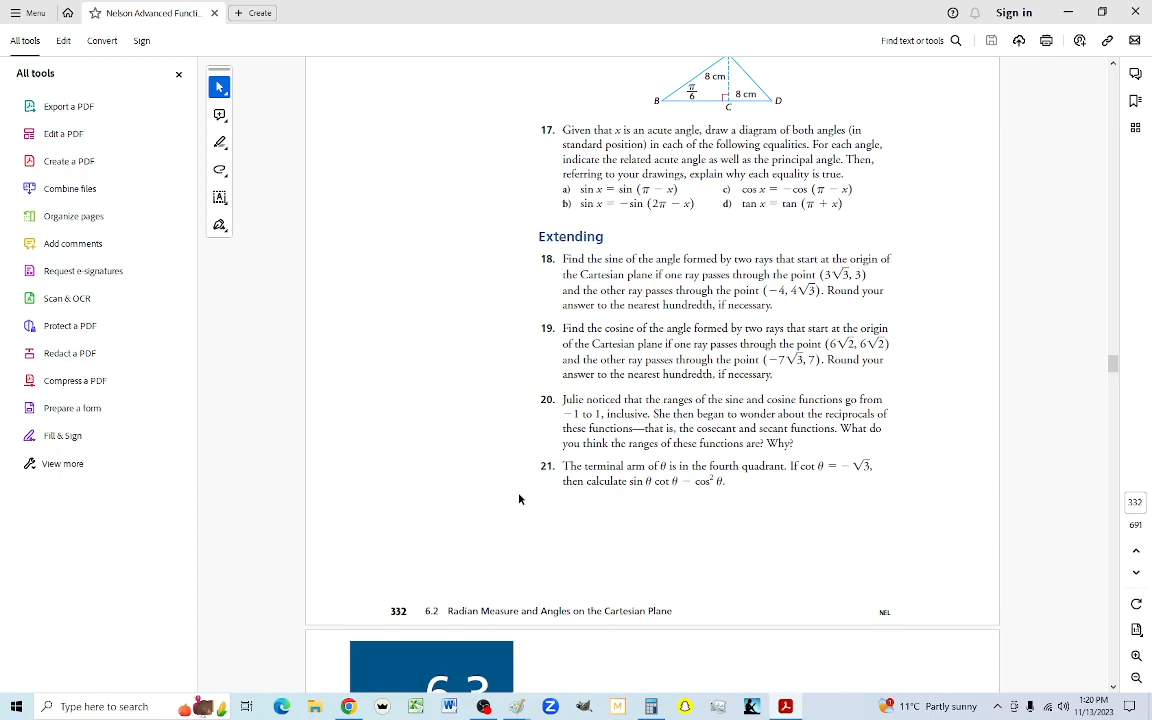 Menu
Nelson Advanced Functi...
Create
Sign in
All tools Edit Convert Sign
Find text or tools
All tools
Export a PDF
Edit a PDF
Create a PDF
Combine files
Organize pages
Add comments
Request e-signatures
Scan & OCR
Protect a PDF
Redact a PDF
Compress a PDF
Prepare a form
Fill & Sign
View more
8 cm
π/6
8 cm
B
C
D
17. Given that x is an acute angle, draw a diagram of both angles (in
standard position) in each of the following equalities. For each angle,
indicate the related acute angle as well as the principal angle. Then,
referring to your drawings, explain why each equality is true.
a) sin x = sin (π − x) c) cos x = −cos (π − x)
b) sin x = −sin (2π − x) d) tan x = tan (π + x)
Extending
18. Find the sine of the angle formed by two rays that start at the origin of
the Cartesian plane if one ray passes through the point (3√3, 3)
and the other ray passes through the point (−4, 4√3). Round your
answer to the nearest hundredth, if necessary.
19. Find the cosine of the angle formed by two rays that start at the origin
of the Cartesian plane if one ray passes through the point (6√2, 6√2)
and the other ray passes through the point (−7√3, 7). Round your
answer to the nearest hundredth, if necessary.
20. Julie noticed that the ranges of the sine and cosine functions go from
−1 to 1, inclusive. She then began to wonder about the reciprocals of
these functions—that is, the cosecant and secant functions. What do
you think the ranges of these functions are? Why?
21. The terminal arm of θ is in the fourth quadrant. If cot θ = −√3,
then calculate sin θ cot θ − cos² θ.
332 6.2 Radian Measure and Angles on the Cartesian Plane NEL
6.3
332
691
Type here to search
11°C Partly sunny
1:20 PM
11/13/2023